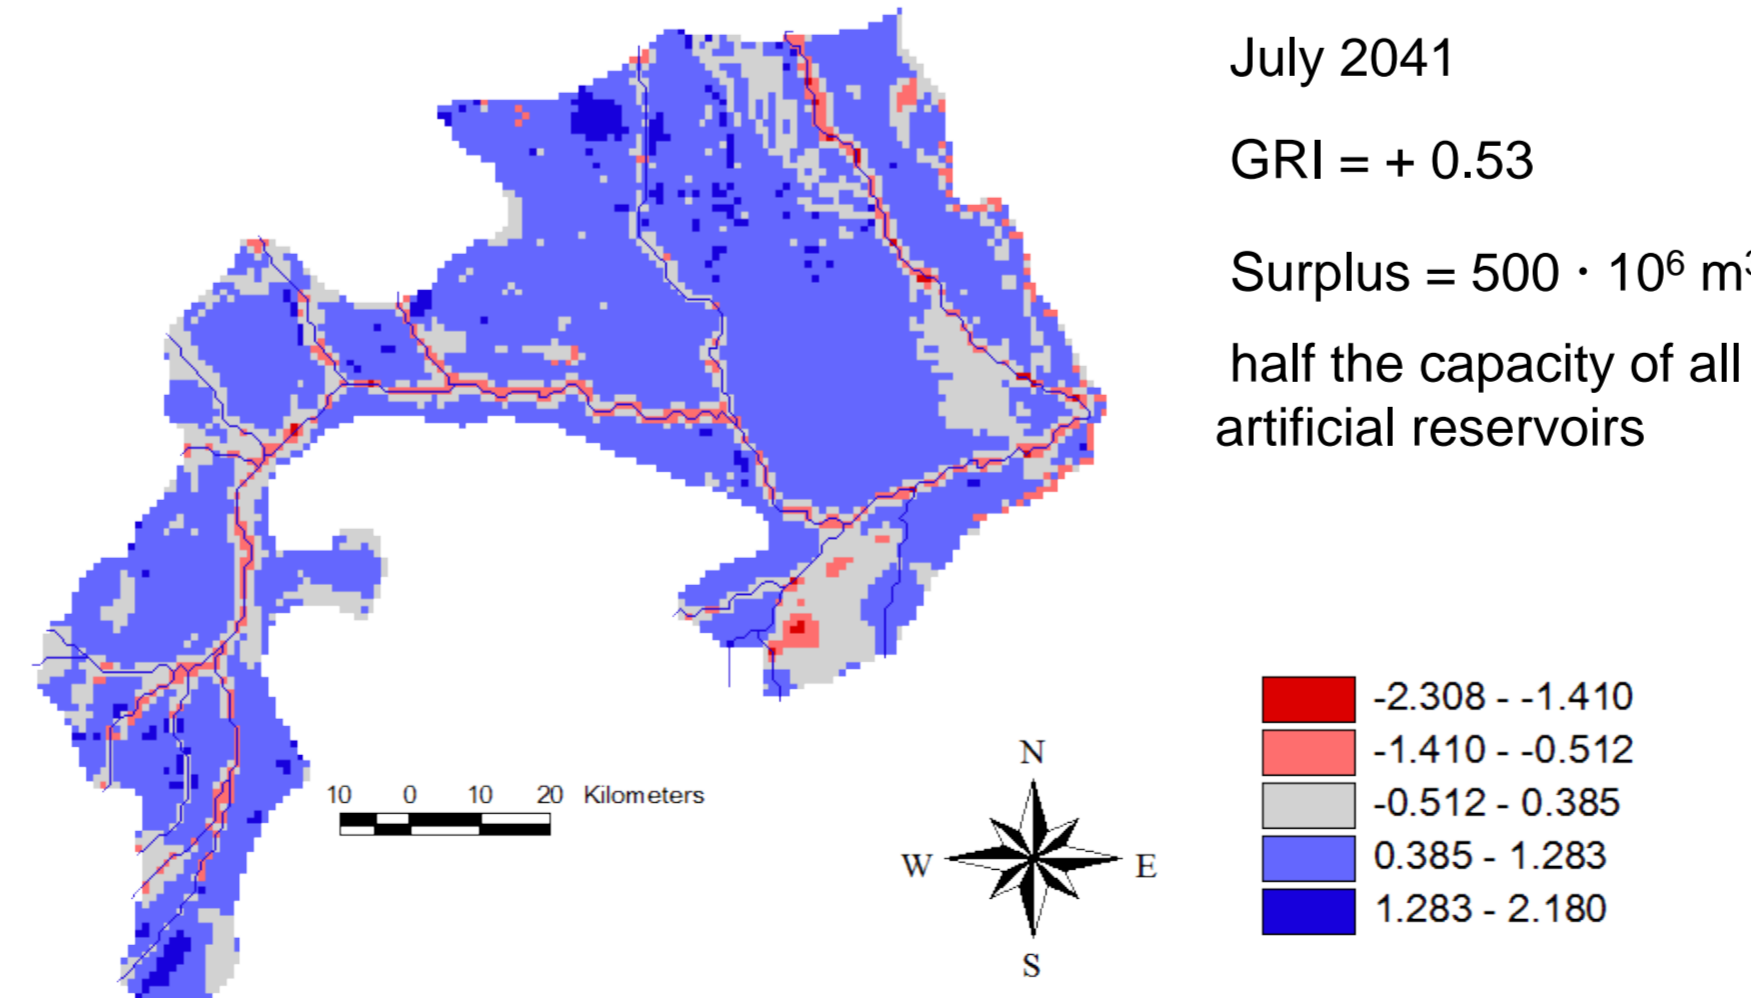 July 2041
GRI = + 0.53
Surplus = 500 · 10⁶ m³
half the capacity of all
artificial reservoirs
10 0 10 20 Kilometers
N
W E
S
-2.308 - -1.410
-1.410 - -0.512
-0.512 - 0.385
0.385 - 1.283
1.283 - 2.180